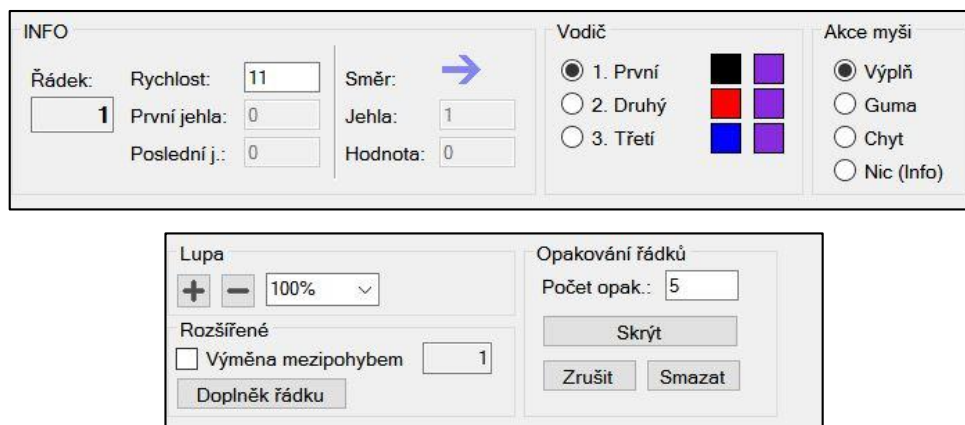 INFO
Řádek:
1
Rychlost: 11
První jehla: 0
Poslední j.: 0
Směr:
Jehla: 1
Hodnota: 0
Vodič
1. První
2. Druhý
3. Třetí
Akce myši
Výplň
Guma
Chyt
Nic (Info)
Lupa
100%
Rozšířené
Výměna mezipohybem 1
Doplněk řádku
Opakování řádků
Počet opak.: 5
Skrýt
Zrušit Smazat